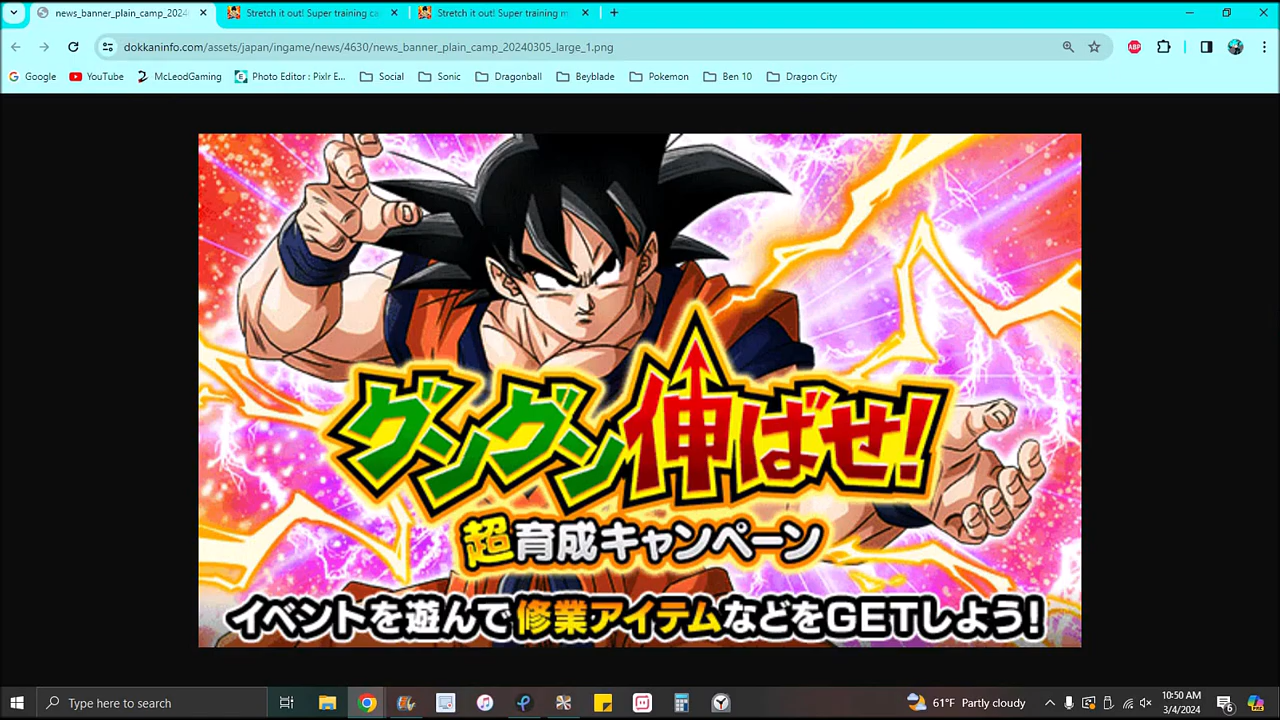 news_banner_plain_camp_2024
Stretch it out! Super training ca
Stretch it out! Super training m
dokkaninfo.com/assets/japan/ingame/news/4630/news_banner_plain_camp_20240305_large_1.png
ABP
Google
YouTube
McLeodGaming
Photo Editor : Pixlr E...
Social
Sonic
Dragonball
Beyblade
Pokemon
Ben 10
Dragon City
グングン伸ばせ!
超育成キャンペーン
イベントを遊んで修業アイテムなどをGETしよう!
Type here to search
61°F Partly cloudy
10:50 AM
3/4/2024
6